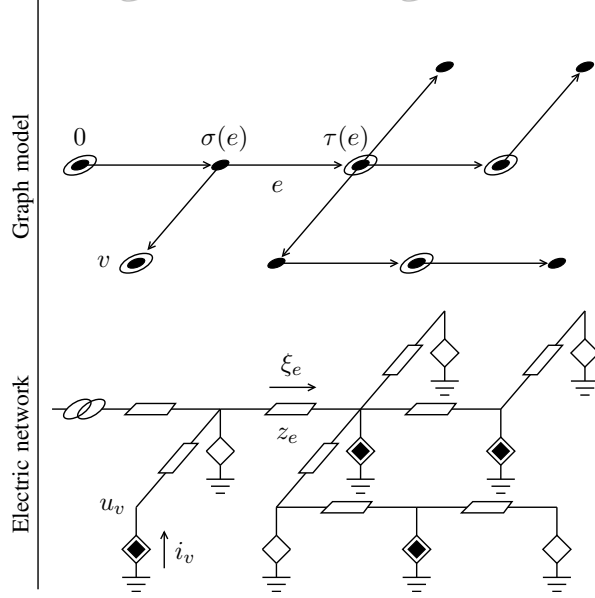 Graph model
0
σ(e)
τ(e)
e
v
Electric network
ξ_e
z_e
u_v
i_v